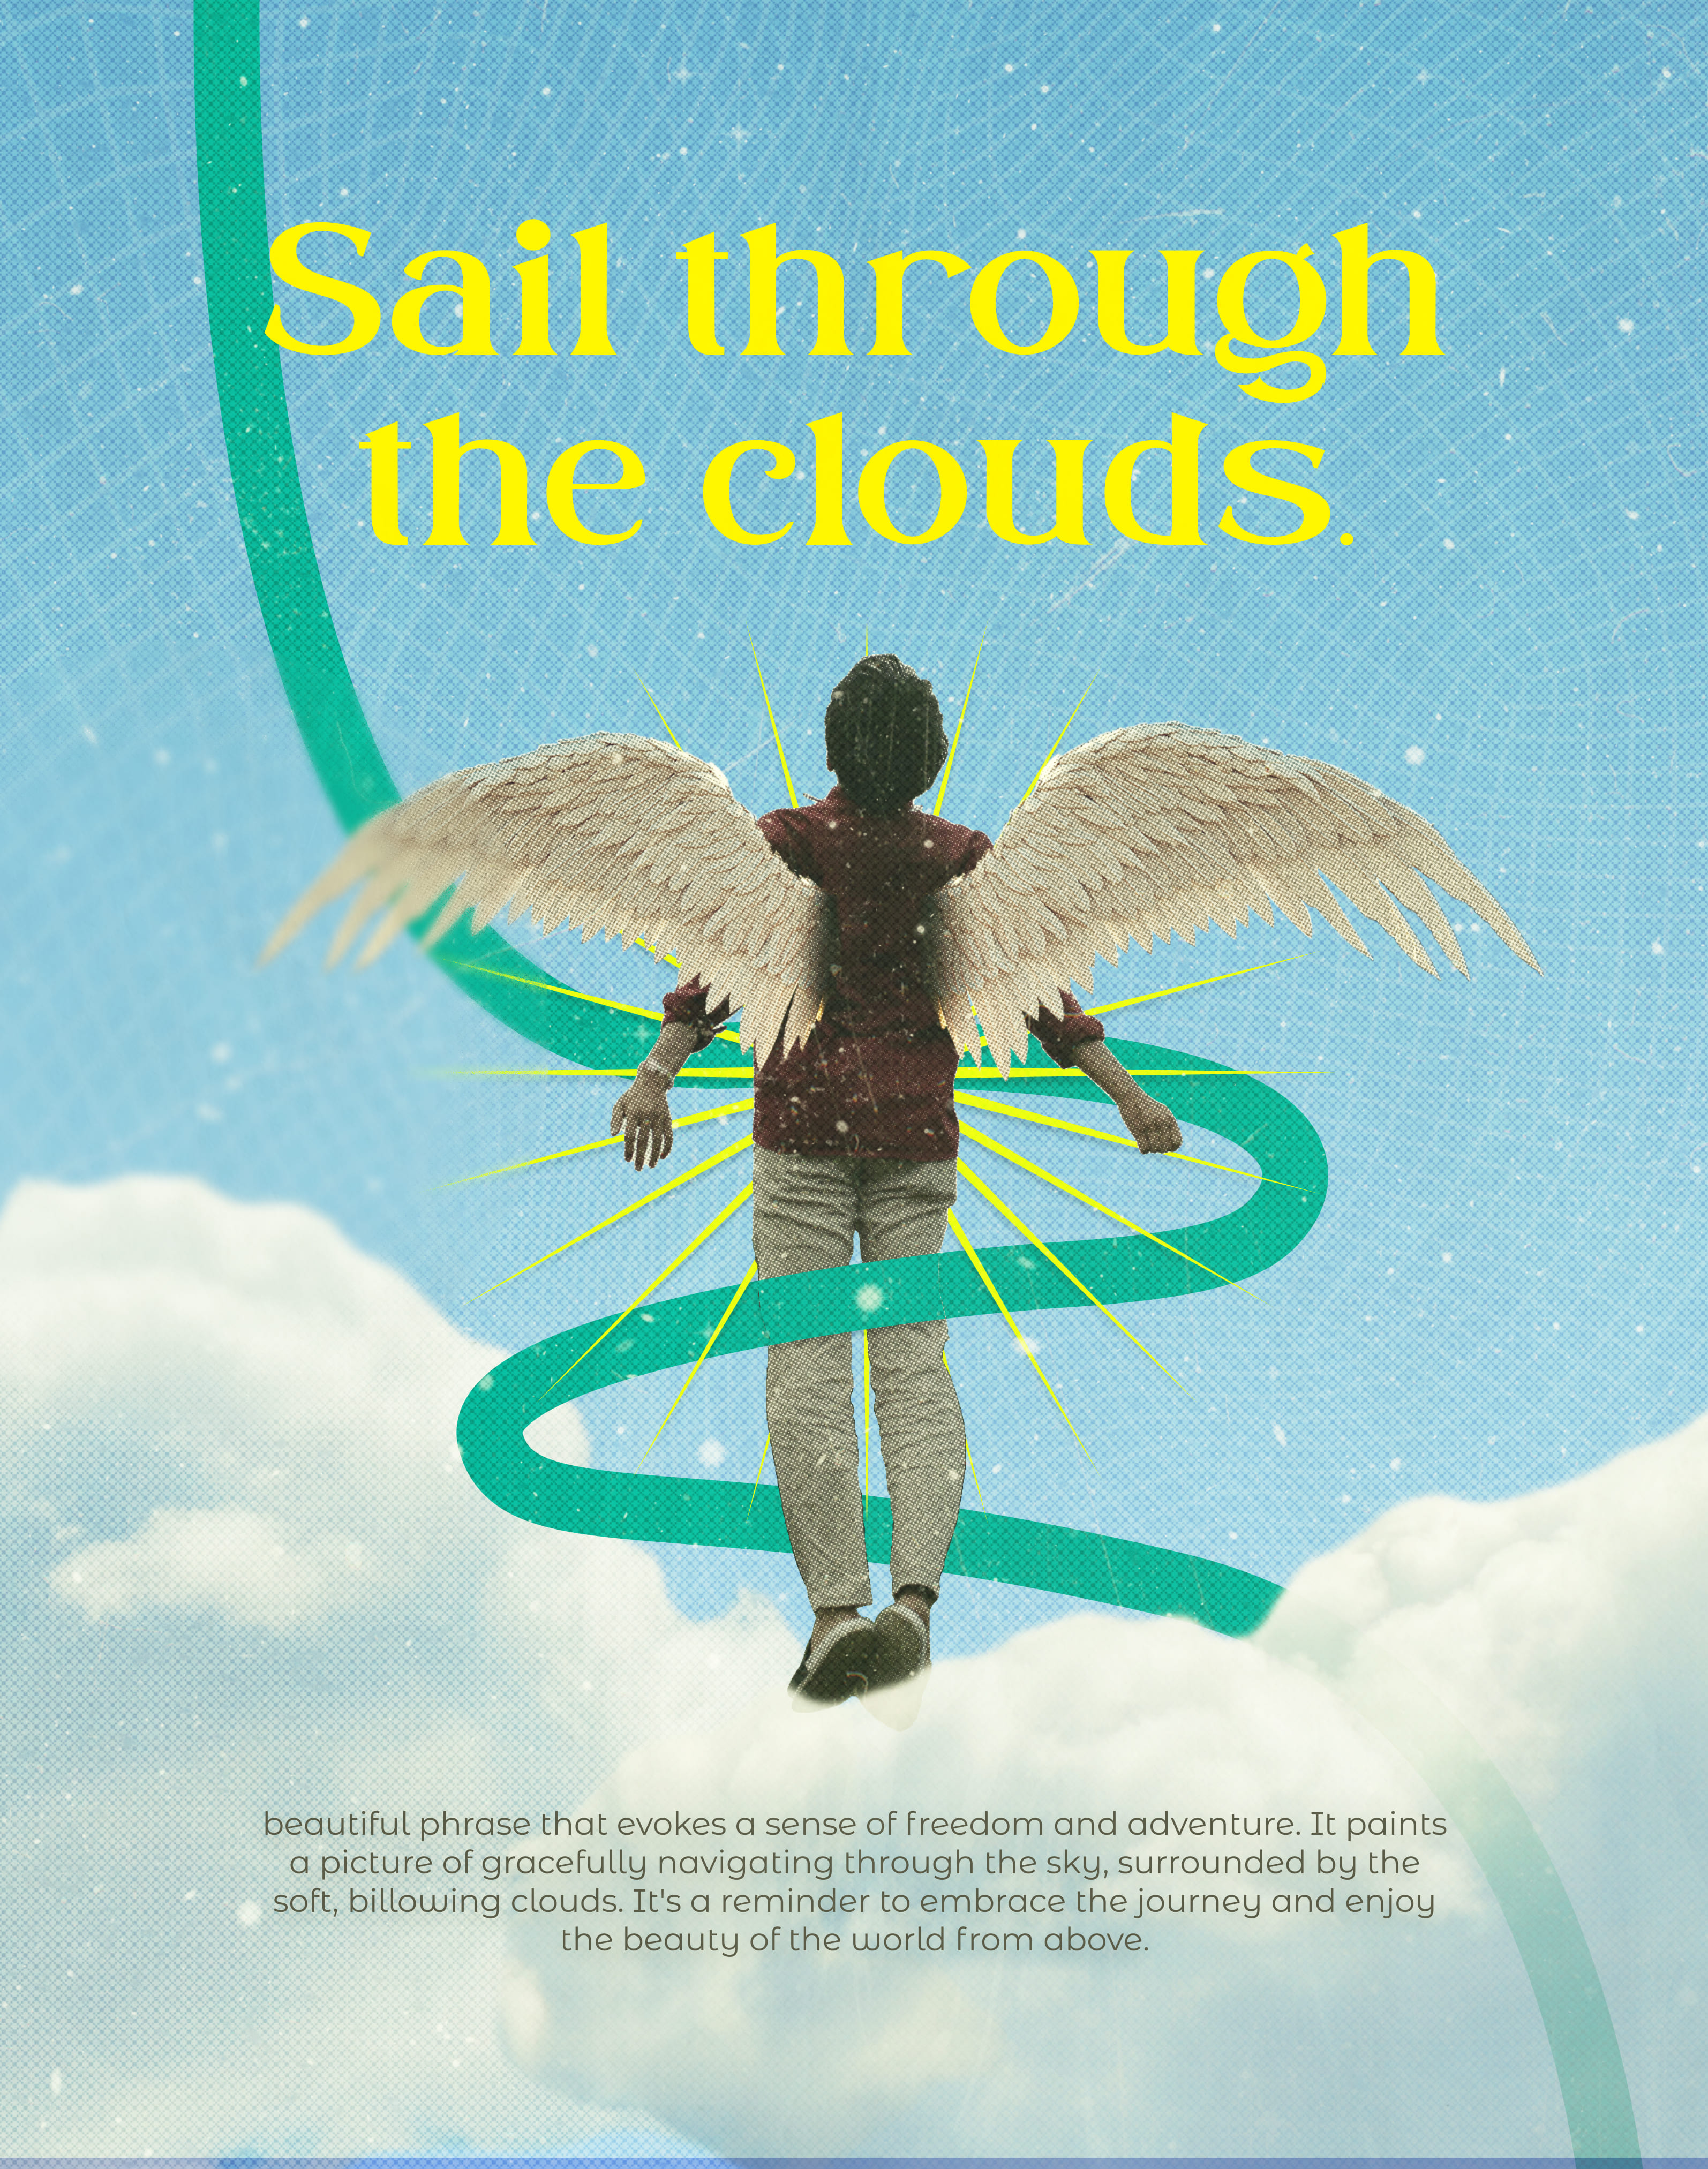 Sail through
the clouds.
beautiful phrase that evokes a sense of freedom and adventure. It paints
a picture of gracefully navigating through the sky, surrounded by the
soft, billowing clouds. It's a reminder to embrace the journey and enjoy
the beauty of the world from above.